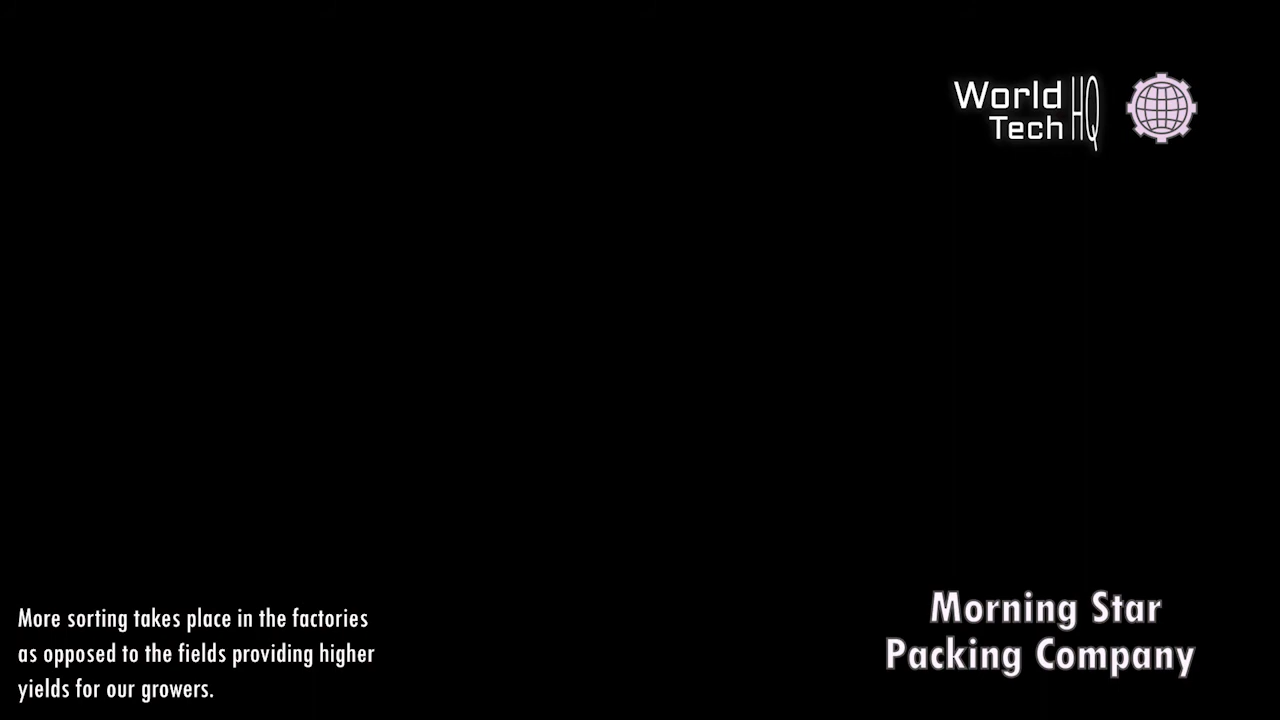 World
Tech HQ
More sorting takes place in the factories
as opposed to the fields providing higher
yields for our growers.
Morning Star
Packing Company